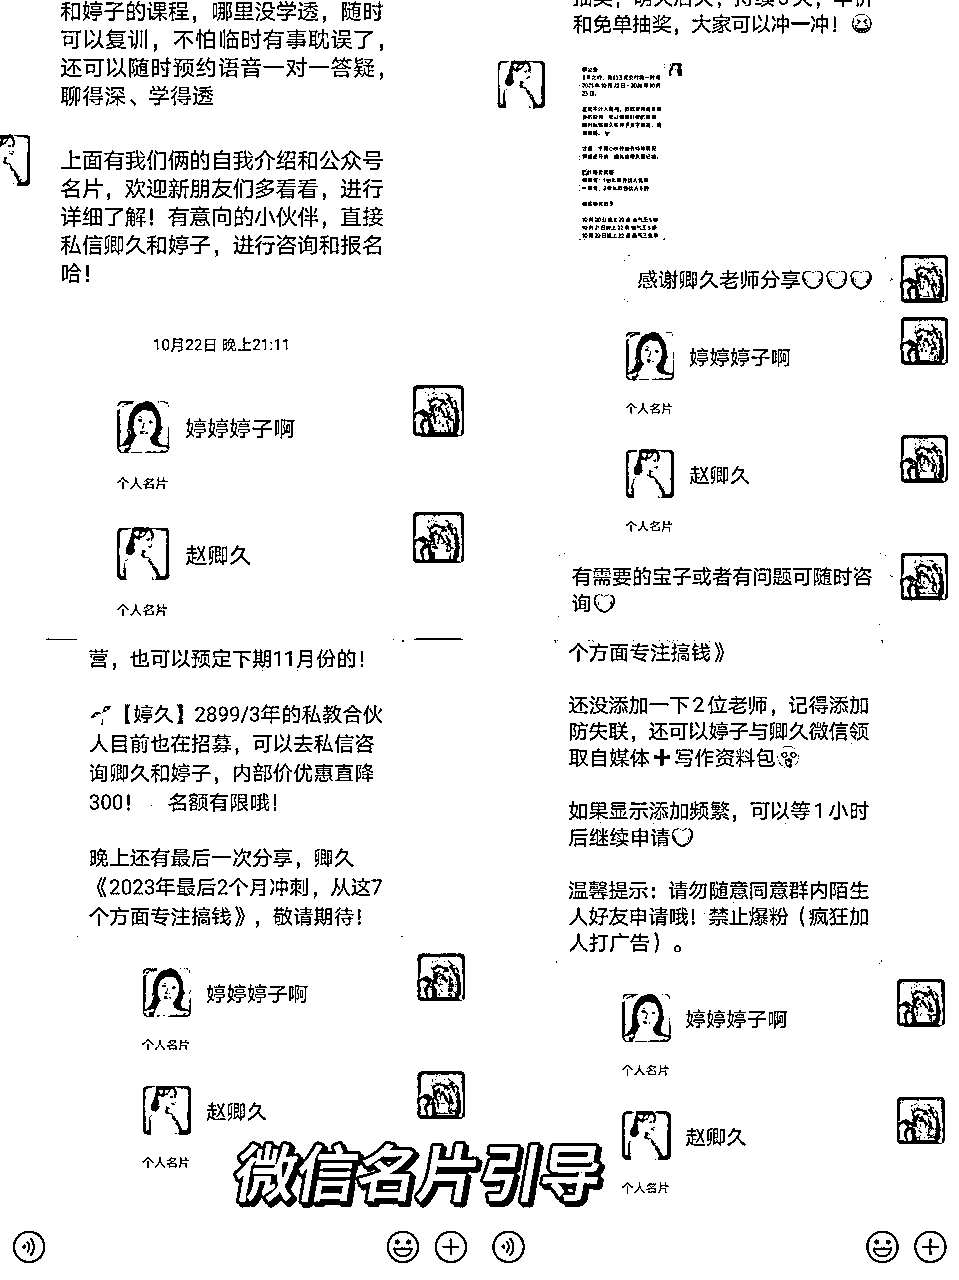 和婷子的课程，哪里没学透，随时
可以复训，不怕临时有事耽误了，
还可以随时预约语音一对一答疑，
聊得深、学得透
上面有我们俩的自我介绍和公众号
名片，欢迎新朋友们多看看，进行
详细了解！有意向的小伙伴，直接
私信卿久和婷子，进行咨询和报名
哈！
10月22日 晚上21:11
婷婷婷子啊
个人名片
赵卿久
个人名片
营，也可以预定下期11月份的！
【婷久】2899/3年的私教合伙
人目前也在招募，可以去私信咨
询卿久和婷子，内部价优惠直降
300！ 名额有限哦！
晚上还有最后一次分享，卿久
《2023年最后2个月冲刺，从这7
个方面专注搞钱》，敬请期待！
婷婷婷子啊
个人名片
赵卿久
个人名片
和免单抽奖，大家可以冲一冲！
感谢卿久老师分享♡♡♡
婷婷婷子啊
个人名片
赵卿久
个人名片
有需要的宝子或者有问题可随时咨
询♡
个方面专注搞钱》
还没添加一下2位老师，记得添加
防失联，还可以婷子与卿久微信领
取自媒体➕写作资料包
如果显示添加频繁，可以等1小时
后继续申请♡
温馨提示：请勿随意同意群内陌生
人好友申请哦！禁止爆粉（疯狂加
人打广告）。
婷婷婷子啊
个人名片
赵卿久
个人名片
微信名片引导